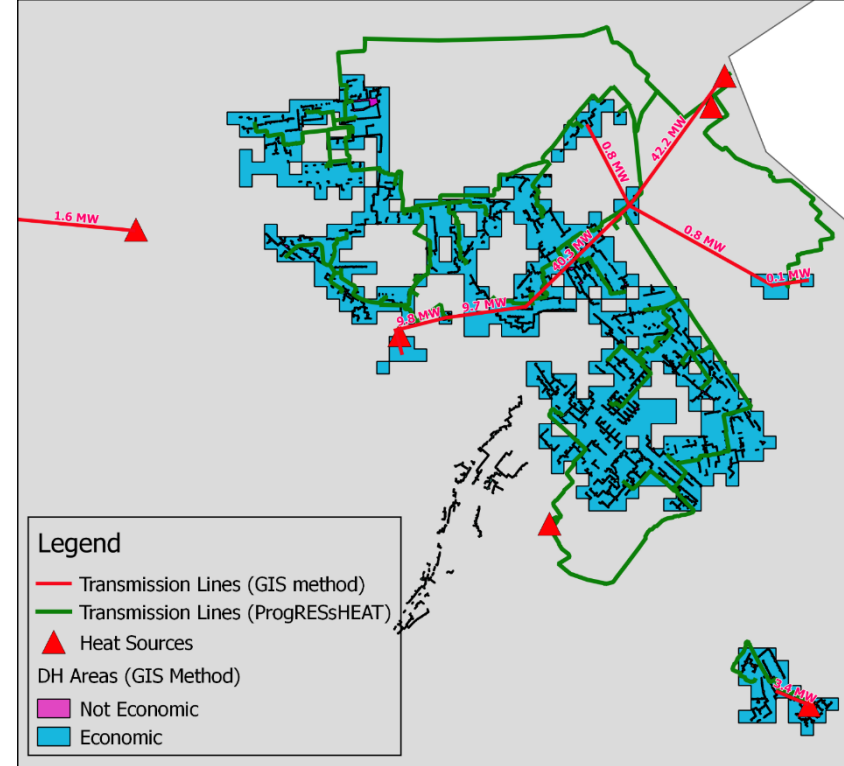 42.2 MW
0.8 MW
1.6 MW
0.8 MW
40.3 MW
0.1 MW
9.7 MW
9.8 MW
Legend
Transmission Lines (GIS method)
Transmission Lines (ProgRESsHEAT)
Heat Sources
DH Areas (GIS Method)
Not Economic
Economic
3.4 MW